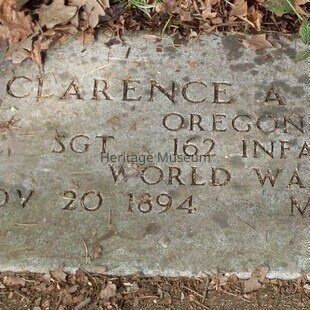 CLARENCE A
OREGON
SGT 162 INFA
Heritage Museum
WORLD WA
OV 20 1894 M